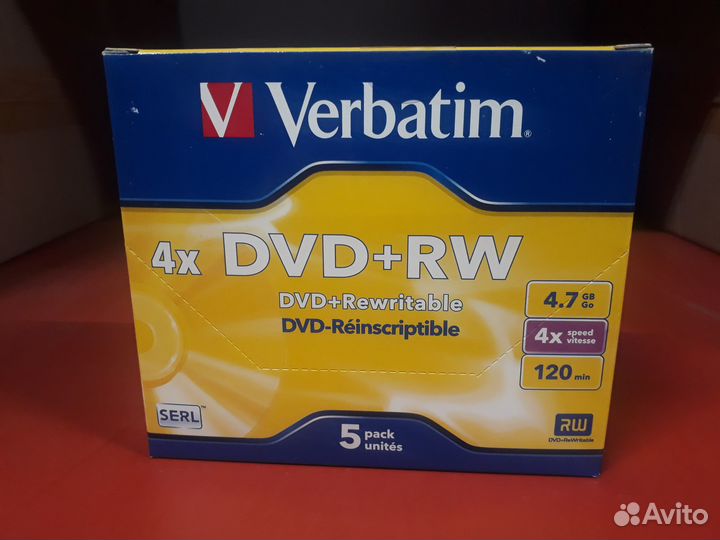 Verbatim®
4x DVD+RW
DVD+Rewritable
DVD-Réinscriptible
4.7 GB Go
4x speed vitesse
120 min
SERL™
5 pack unités
RW
DVD+ReWritable
Avito